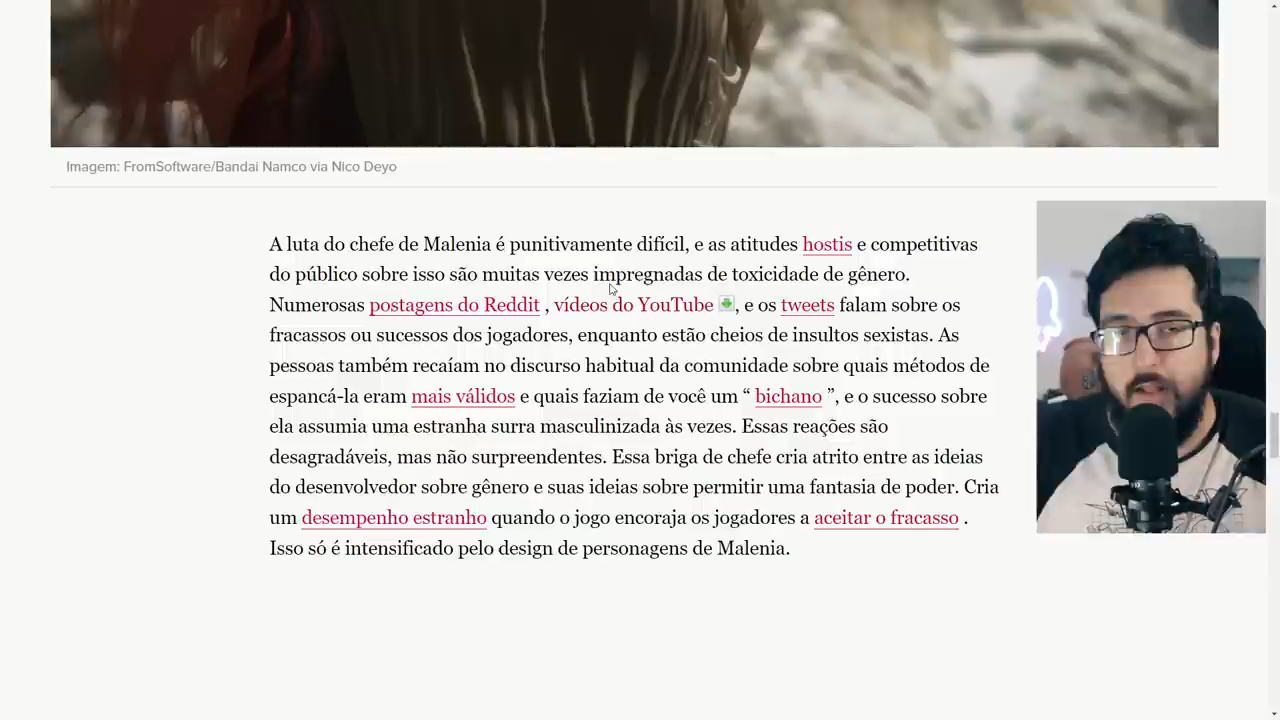 Imagem: FromSoftware/Bandai Namco via Nico Deyo
A luta do chefe de Malenia é punitivamente difícil, e as atitudes hostis e competitivas
do público sobre isso são muitas vezes impregnadas de toxicidade de gênero.
Numerosas postagens do Reddit , vídeos do YouTube , e os tweets falam sobre os
fracassos ou sucessos dos jogadores, enquanto estão cheios de insultos sexistas. As
pessoas também recaíam no discurso habitual da comunidade sobre quais métodos de
espancá-la eram mais válidos e quais faziam de você um “ bichano ”, e o sucesso sobre
ela assumia uma estranha surra masculinizada às vezes. Essas reações são
desagradáveis, mas não surpreendentes. Essa briga de chefe cria atrito entre as ideias
do desenvolvedor sobre gênero e suas ideias sobre permitir uma fantasia de poder. Cria
um desempenho estranho quando o jogo encoraja os jogadores a aceitar o fracasso .
Isso só é intensificado pelo design de personagens de Malenia.